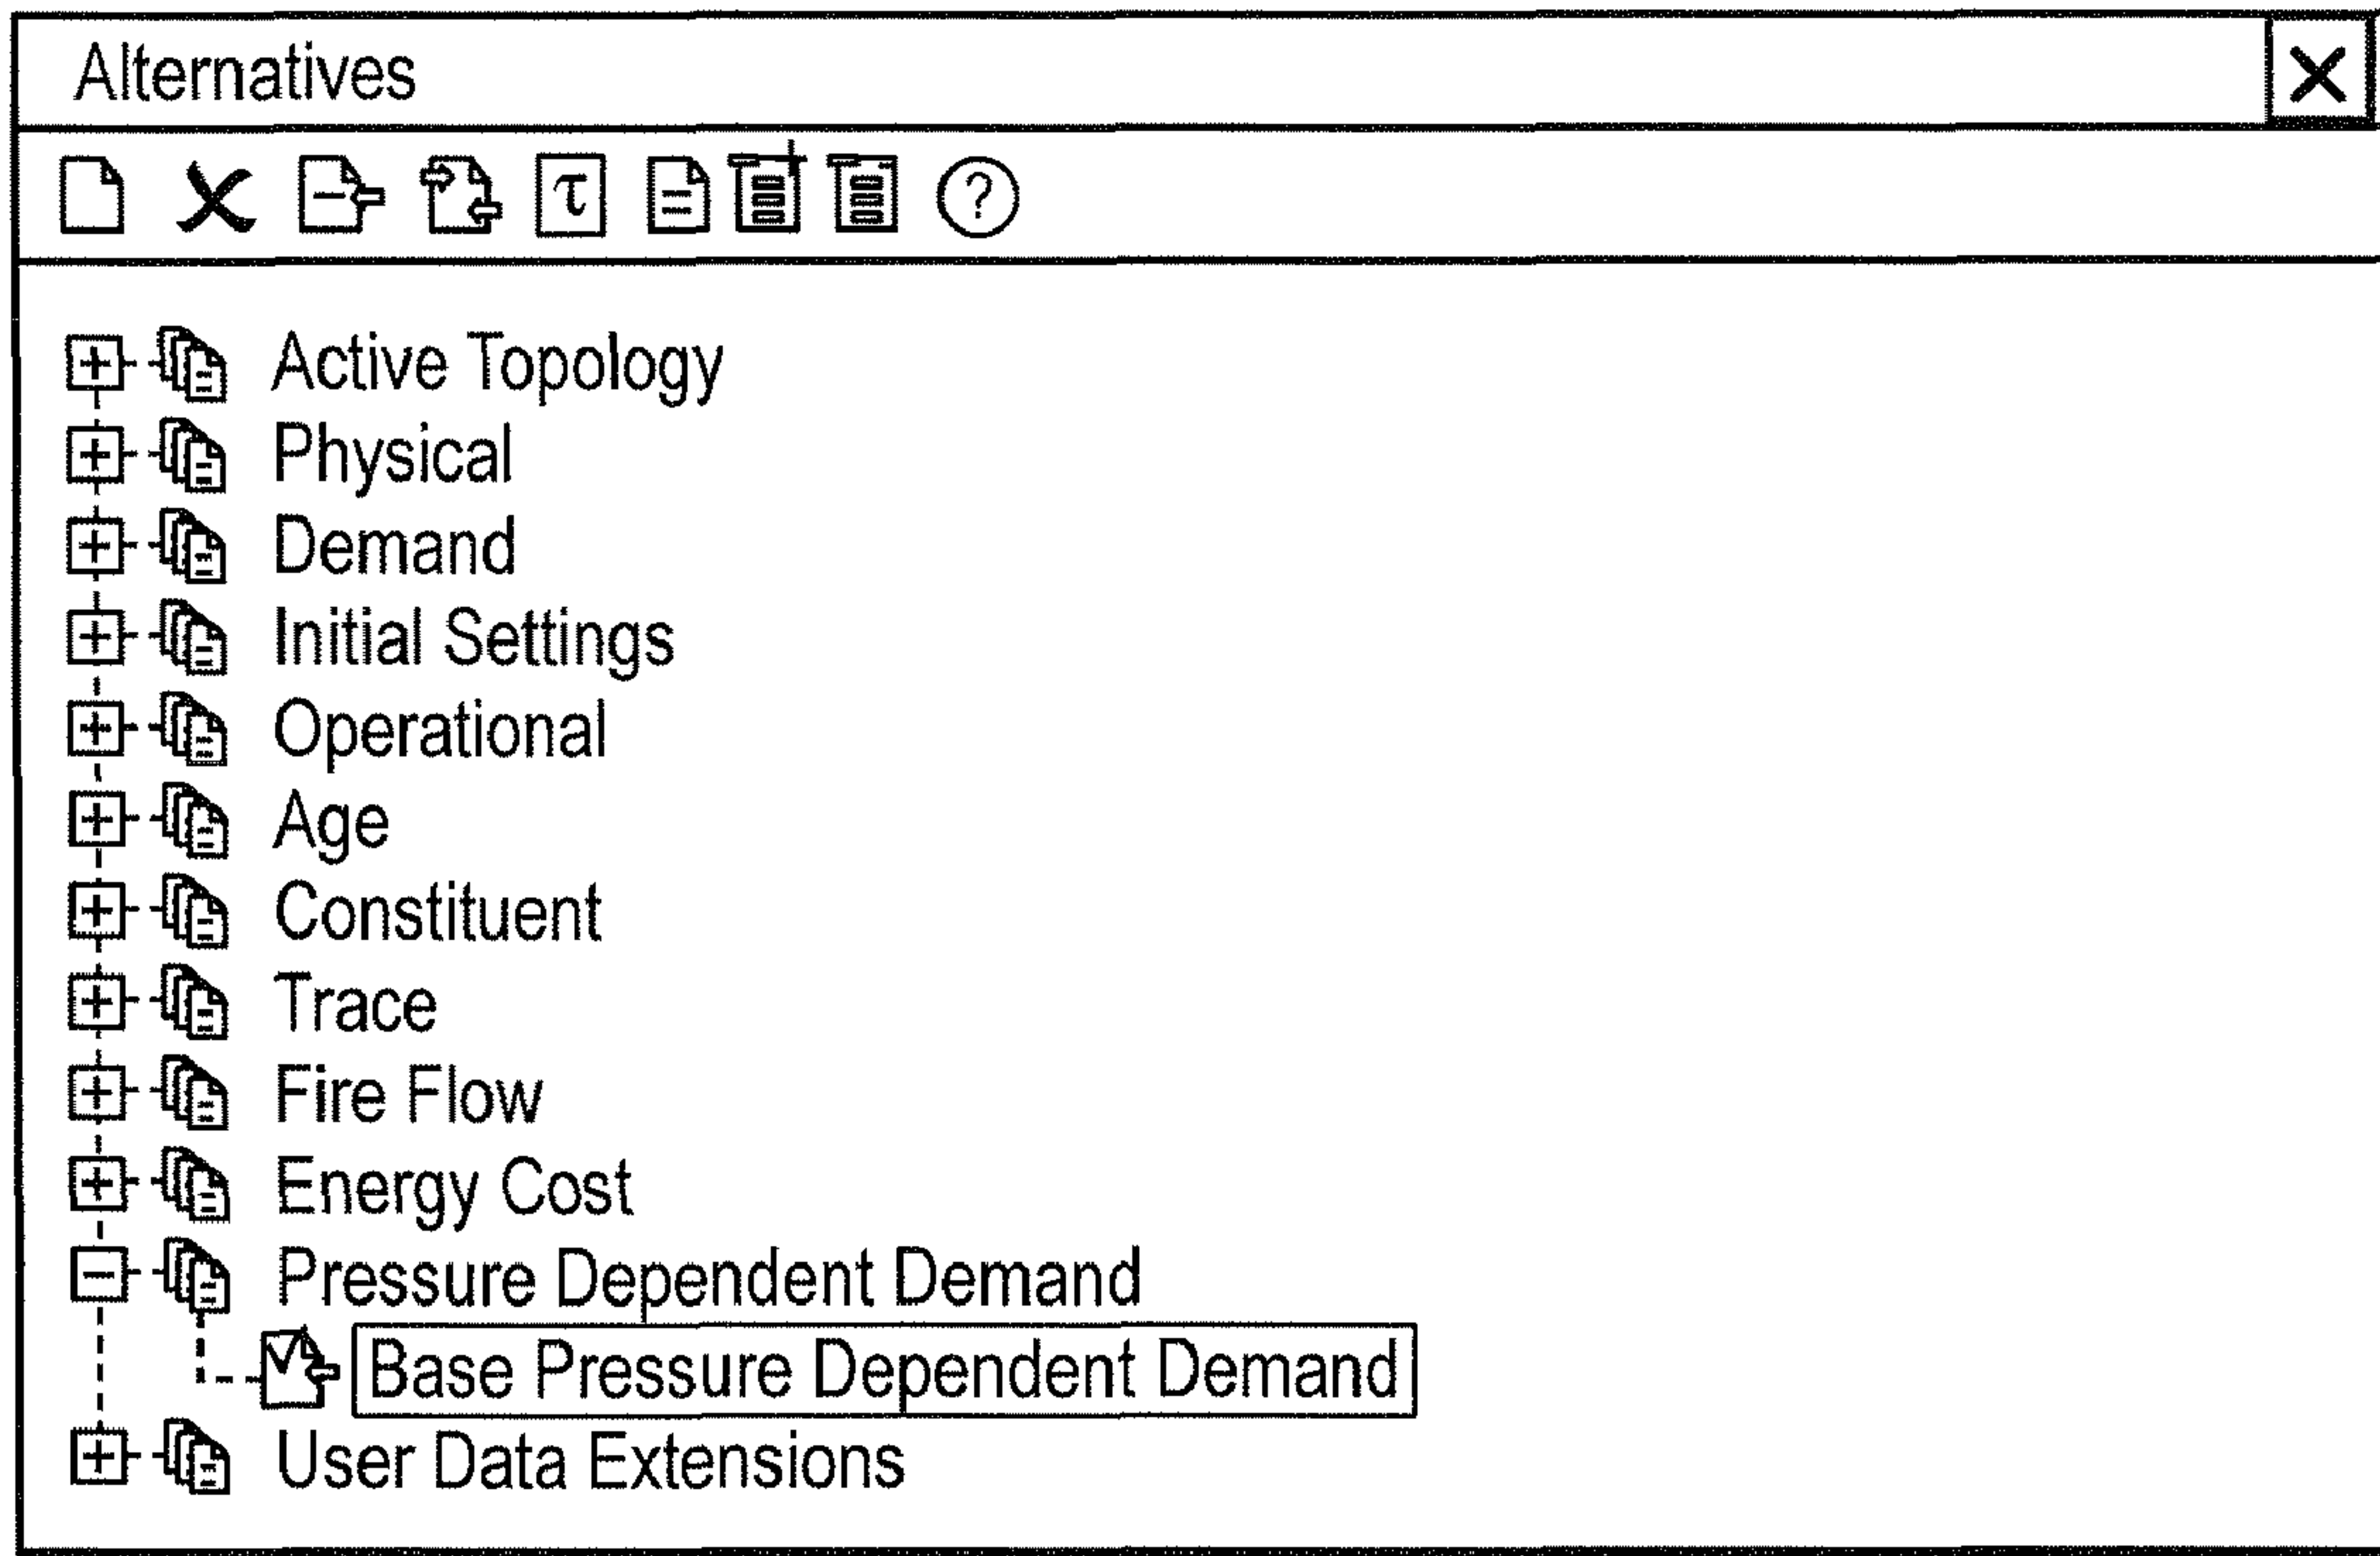 Alternatives
τ ?
Active Topology
Physical
Demand
Initial Settings
Operational
Age
Constituent
Trace
Fire Flow
Energy Cost
Pressure Dependent Demand
Base Pressure Dependent Demand
User Data Extensions